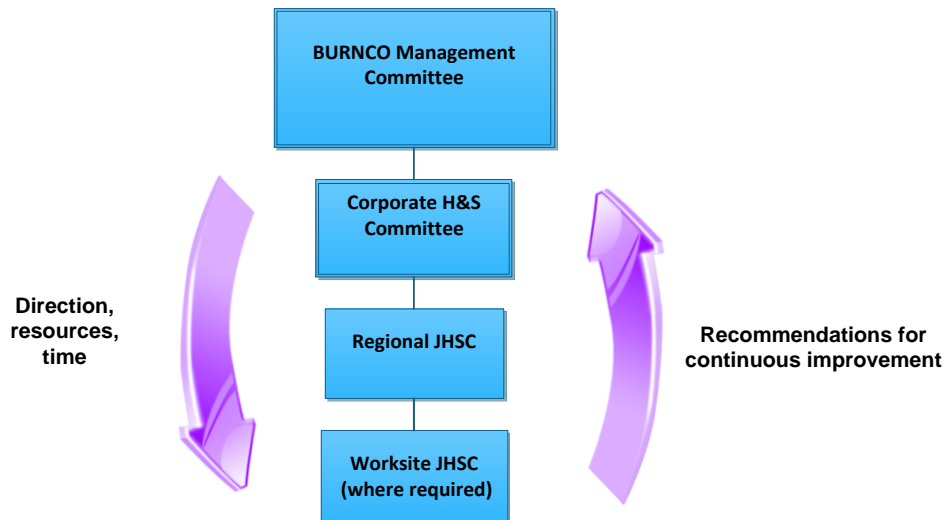 BURNCO Management
Committee
Corporate H&S
Committee
Direction,
resources,
time
Regional JHSC
Recommendations for
continuous improvement
Worksite JHSC
(where required)